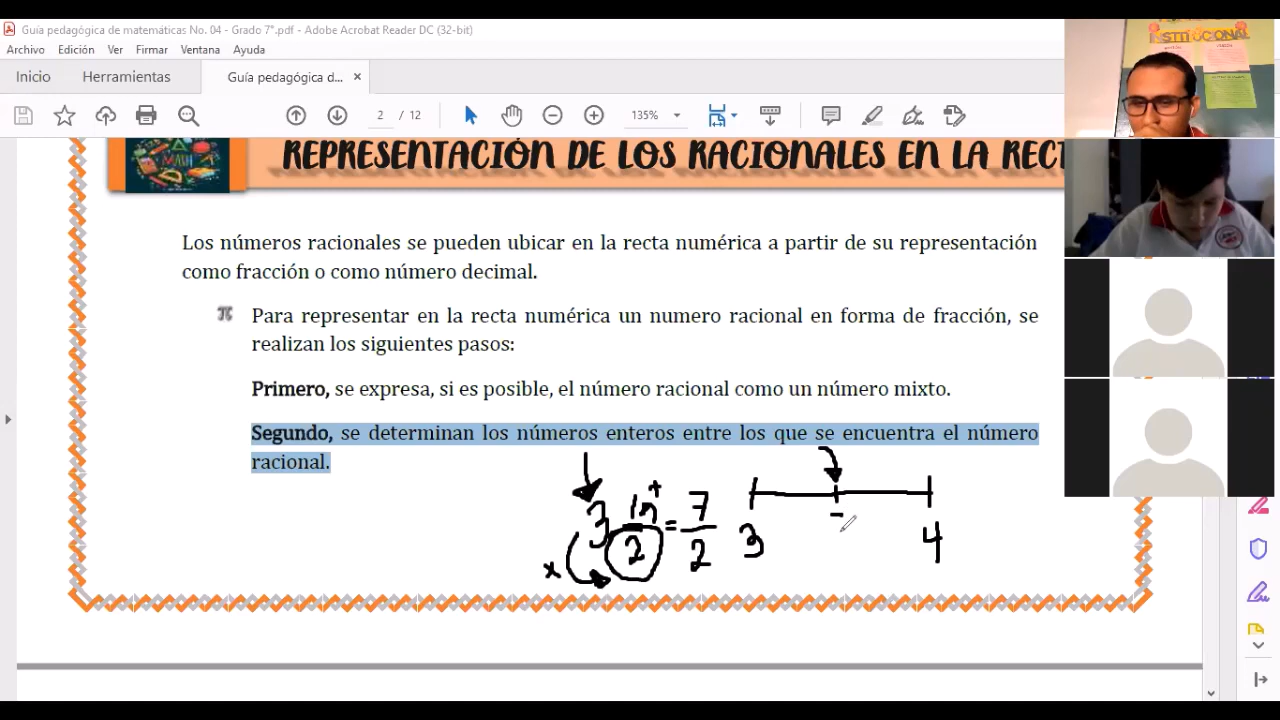 Guía pedagógica de matemáticas No. 04 - Grado 7°.pdf - Adobe Acrobat Reader DC (32-bit)
Archivo Edición Ver Firmar Ventana Ayuda
Inicio Herramientas Guía pedagógica d... ×
2 / 12 135%
INSTITUCIONAL
REPRESENTACIÓN DE LOS RACIONALES EN LA RECT
Los números racionales se pueden ubicar en la recta numérica a partir de su representación
como fracción o como número decimal.
π Para representar en la recta numérica un numero racional en forma de fracción, se
realizan los siguientes pasos:
Primero, se expresa, si es posible, el número racional como un número mixto.
Segundo, se determinan los números enteros entre los que se encuentra el número
racional.
3 1 + = 7
x 2 2 3 4